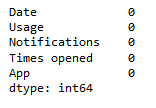 Date 0
Usage 0
Notifications 0
Times opened 0
App 0
dtype: int64